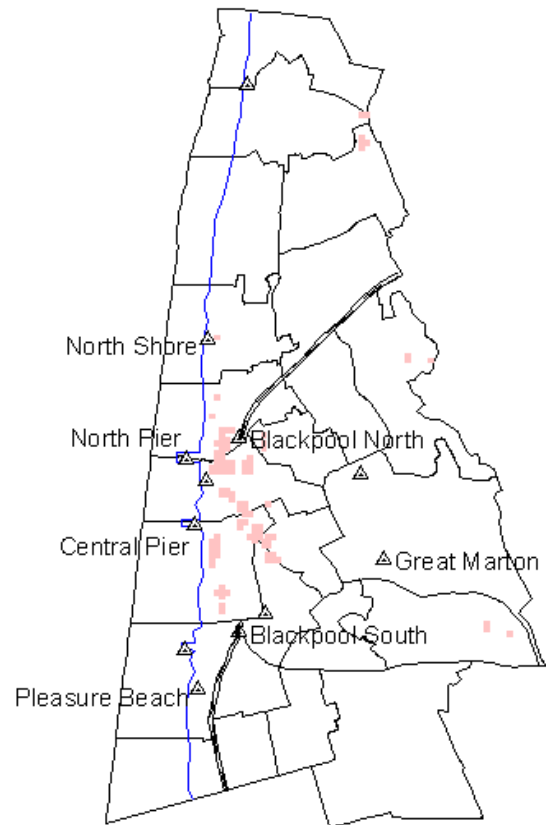 North Shore
North Pier
Blackpool North
Central Pier
Great Marton
Blackpool South
Pleasure Beach